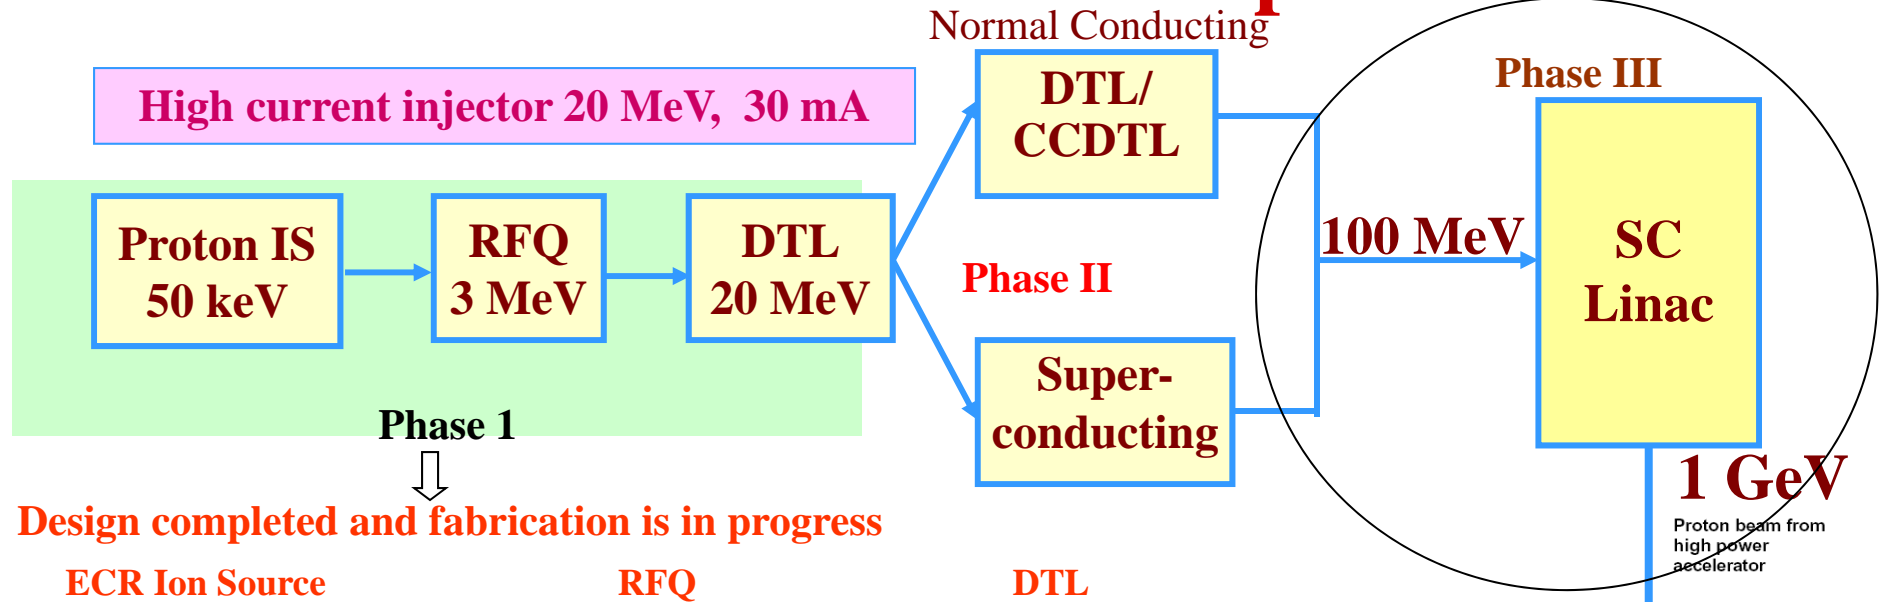 Normal Conducting
High current injector 20 MeV, 30 mA
DTL/
CCDTL
Phase III
Proton IS
50 keV
RFQ
3 MeV
DTL
20 MeV
Phase II
100 MeV
SC
Linac
Super-
conducting
Phase 1
1 GeV
Proton beam from
high power
accelerator
Design completed and fabrication is in progress
ECR Ion Source
RFQ
DTL